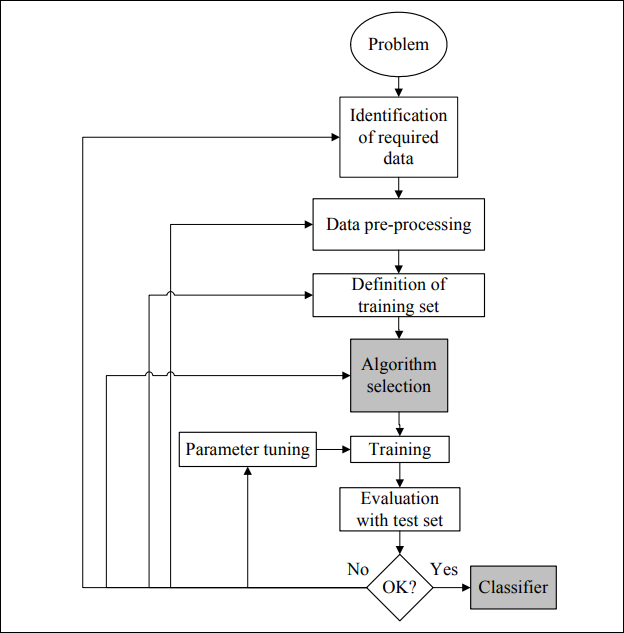 Problem
Identification
of required
data
Data pre-processing
Definition of
training set
Algorithm
selection
Parameter tuning
Training
Evaluation
with test set
No
OK?
Yes
Classifier